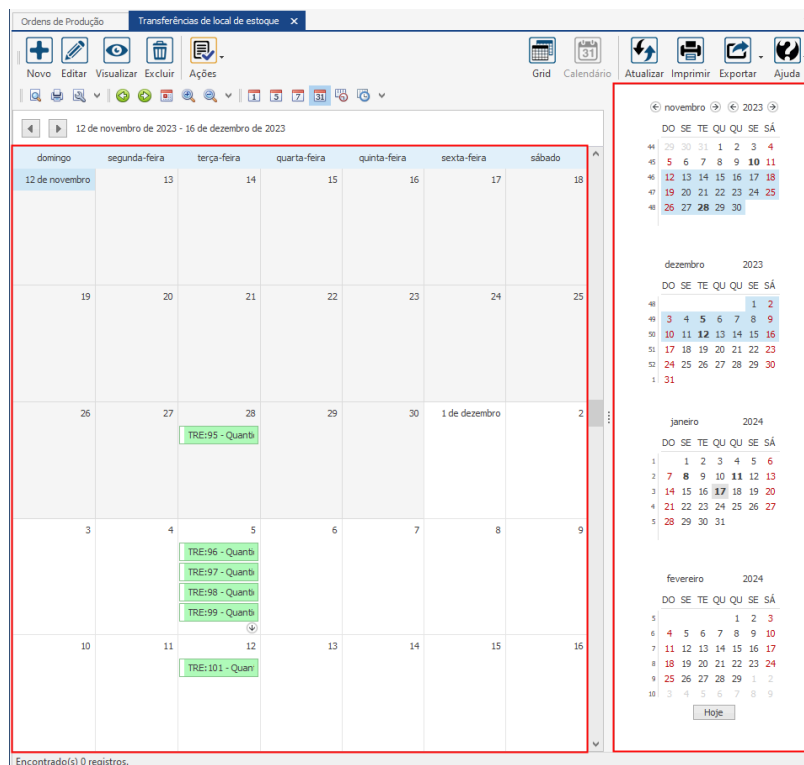 Ordens de Produção Transferências de local de estoque X
Novo Editar Visualizar Excluir Ações Grid Calendário Atualizar Imprimir Exportar Ajuda
31
1 5 7 31
12 de novembro de 2023 - 16 de dezembro de 2023
domingo segunda-feira terça-feira quarta-feira quinta-feira sexta-feira sábado
12 de novembro 13 14 15 16 17 18
19 20 21 22 23 24 25
26 27 28 29 30 1 de dezembro 2
TRE:95 - Quanti
3 4 5 6 7 8 9
TRE:96 - Quanti
TRE:97 - Quanti
TRE:98 - Quanti
TRE:99 - Quanti
10 11 12 13 14 15 16
TRE:101 - Quan
Encontrado(s) 0 registros.
novembro 2023
DO SE TE QU QU SE SÁ
44 29 30 31 1 2 3 4
45 5 6 7 8 9 10 11
46 12 13 14 15 16 17 18
47 19 20 21 22 23 24 25
48 26 27 28 29 30
dezembro 2023
DO SE TE QU QU SE SÁ
48 1 2
49 3 4 5 6 7 8 9
50 10 11 12 13 14 15 16
51 17 18 19 20 21 22 23
52 24 25 26 27 28 29 30
1 31
janeiro 2024
DO SE TE QU QU SE SÁ
1 1 2 3 4 5 6
2 7 8 9 10 11 12 13
3 14 15 16 17 18 19 20
4 21 22 23 24 25 26 27
5 28 29 30 31
fevereiro 2024
DO SE TE QU QU SE SÁ
5 1 2 3
6 4 5 6 7 8 9 10
7 11 12 13 14 15 16 17
8 18 19 20 21 22 23 24
9 25 26 27 28 29 1 2
10 3 4 5 6 7 8 9
Hoje